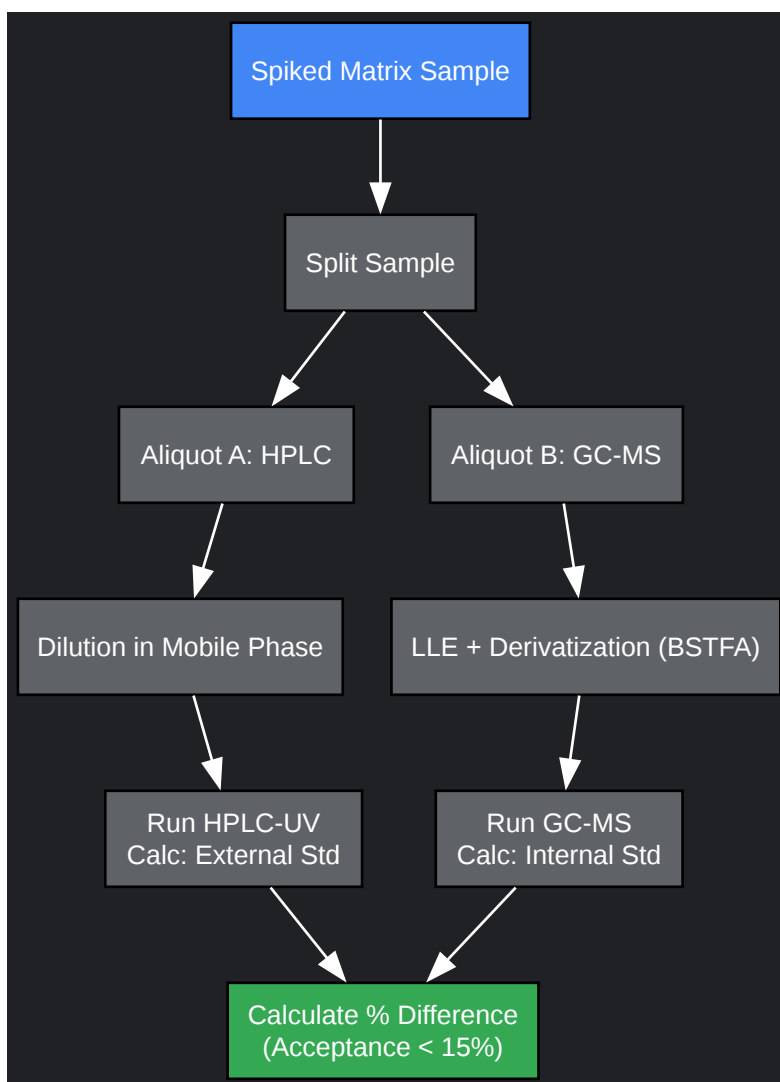 Spiked Matrix Sample
Split Sample
Aliquot A: HPLC
Aliquot B: GC-MS
Dilution in Mobile Phase
LLE + Derivatization (BSTFA)
Run HPLC-UV
Calc: External Std
Run GC-MS
Calc: Internal Std
Calculate % Difference
(Acceptance < 15%)